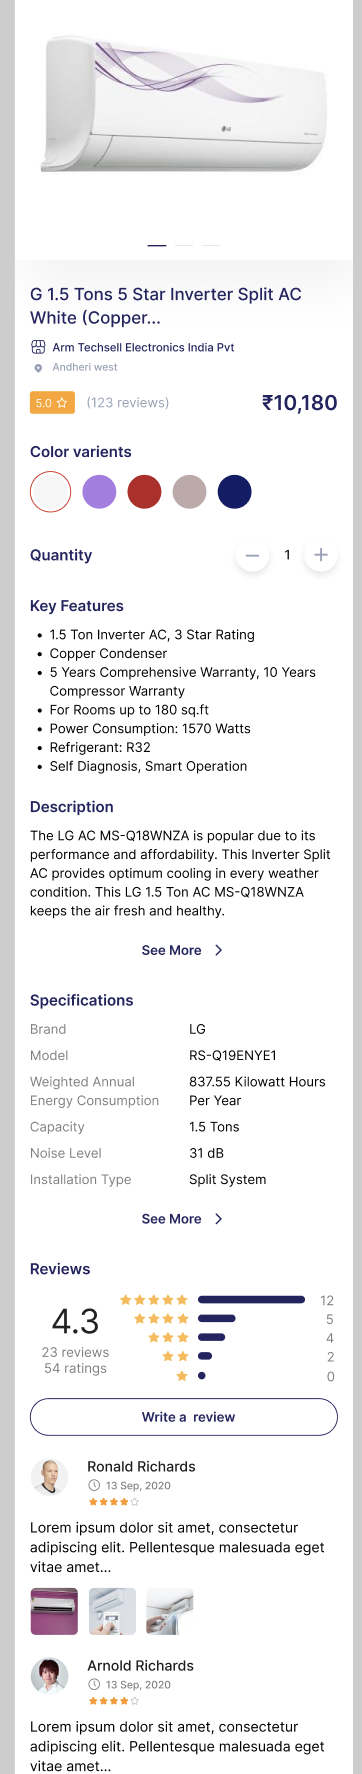 LG
G 1.5 Tons 5 Star Inverter Split AC
White (Copper...
Arm Techsell Electronics India Pvt
Andheri west
5.0 (123 reviews) ₹10,180
Color varients
Quantity 1
Key Features
• 1.5 Ton Inverter AC, 3 Star Rating
• Copper Condenser
• 5 Years Comprehensive Warranty, 10 Years
Compressor Warranty
• For Rooms up to 180 sq.ft
• Power Consumption: 1570 Watts
• Refrigerant: R32
• Self Diagnosis, Smart Operation
Description
The LG AC MS-Q18WNZA is popular due to its
performance and affordability. This Inverter Split
AC provides optimum cooling in every weather
condition. This LG 1.5 Ton AC MS-Q18WNZA
keeps the air fresh and healthy.
See More
Specifications
Brand LG
Model RS-Q19ENYE1
Weighted Annual 837.55 Kilowatt Hours
Energy Consumption Per Year
Capacity 1.5 Tons
Noise Level 31 dB
Installation Type Split System
See More
Reviews
4.3
23 reviews
54 ratings
12
5
4
2
0
Write a review
Ronald Richards
13 Sep, 2020
Lorem ipsum dolor sit amet, consectetur
adipiscing elit. Pellentesque malesuada eget
vitae amet...
Arnold Richards
13 Sep, 2020
Lorem ipsum dolor sit amet, consectetur
adipiscing elit. Pellentesque malesuada eget
vitae amet...